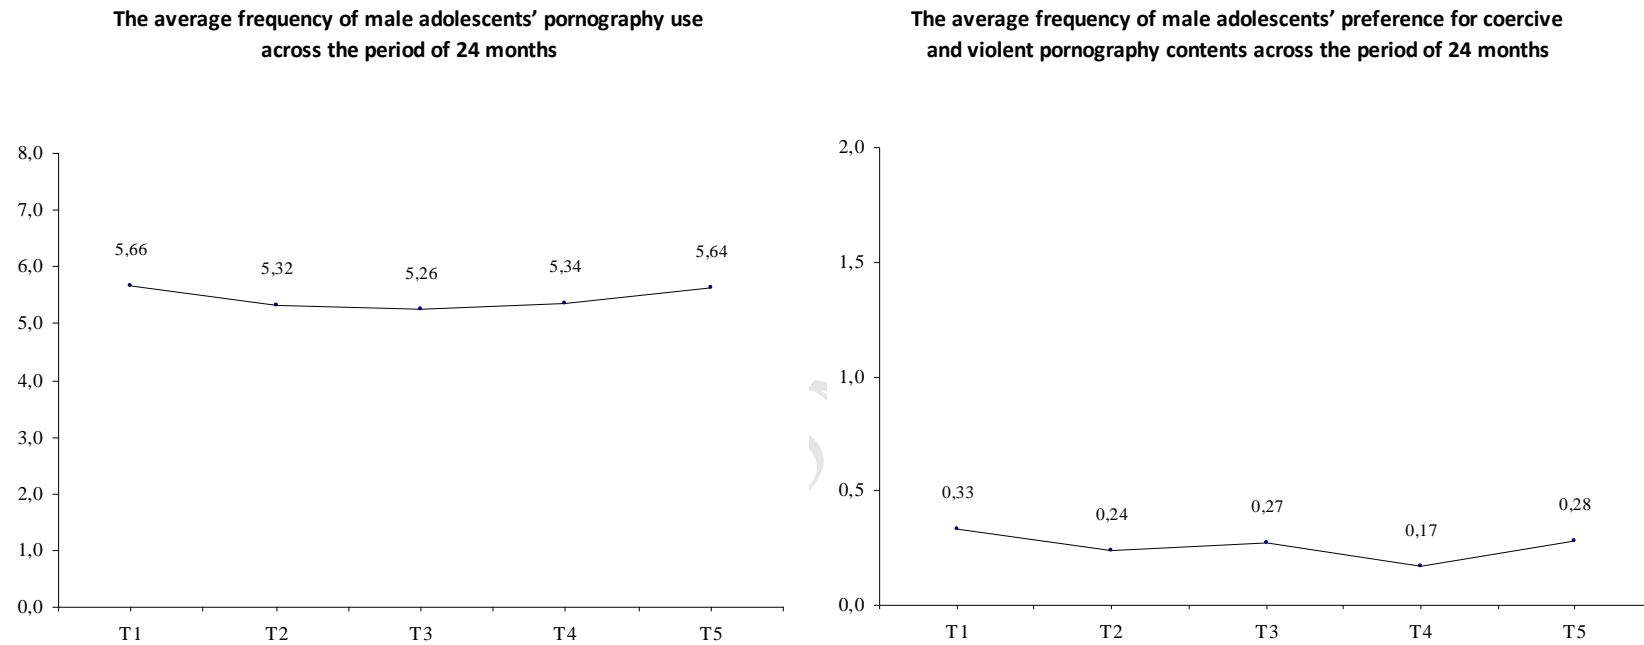 The average frequency of male adolescents’ pornography use
across the period of 24 months
8,0
7,0
6,0
5,0
4,0
3,0
2,0
1,0
0,0
5,66
5,32
5,26
5,34
5,64
T1
T2
T3
T4
T5
The average frequency of male adolescents’ preference for coercive
and violent pornography contents across the period of 24 months
2,0
1,5
1,0
0,5
0,0
0,33
0,24
0,27
0,17
0,28
T1
T2
T3
T4
T5